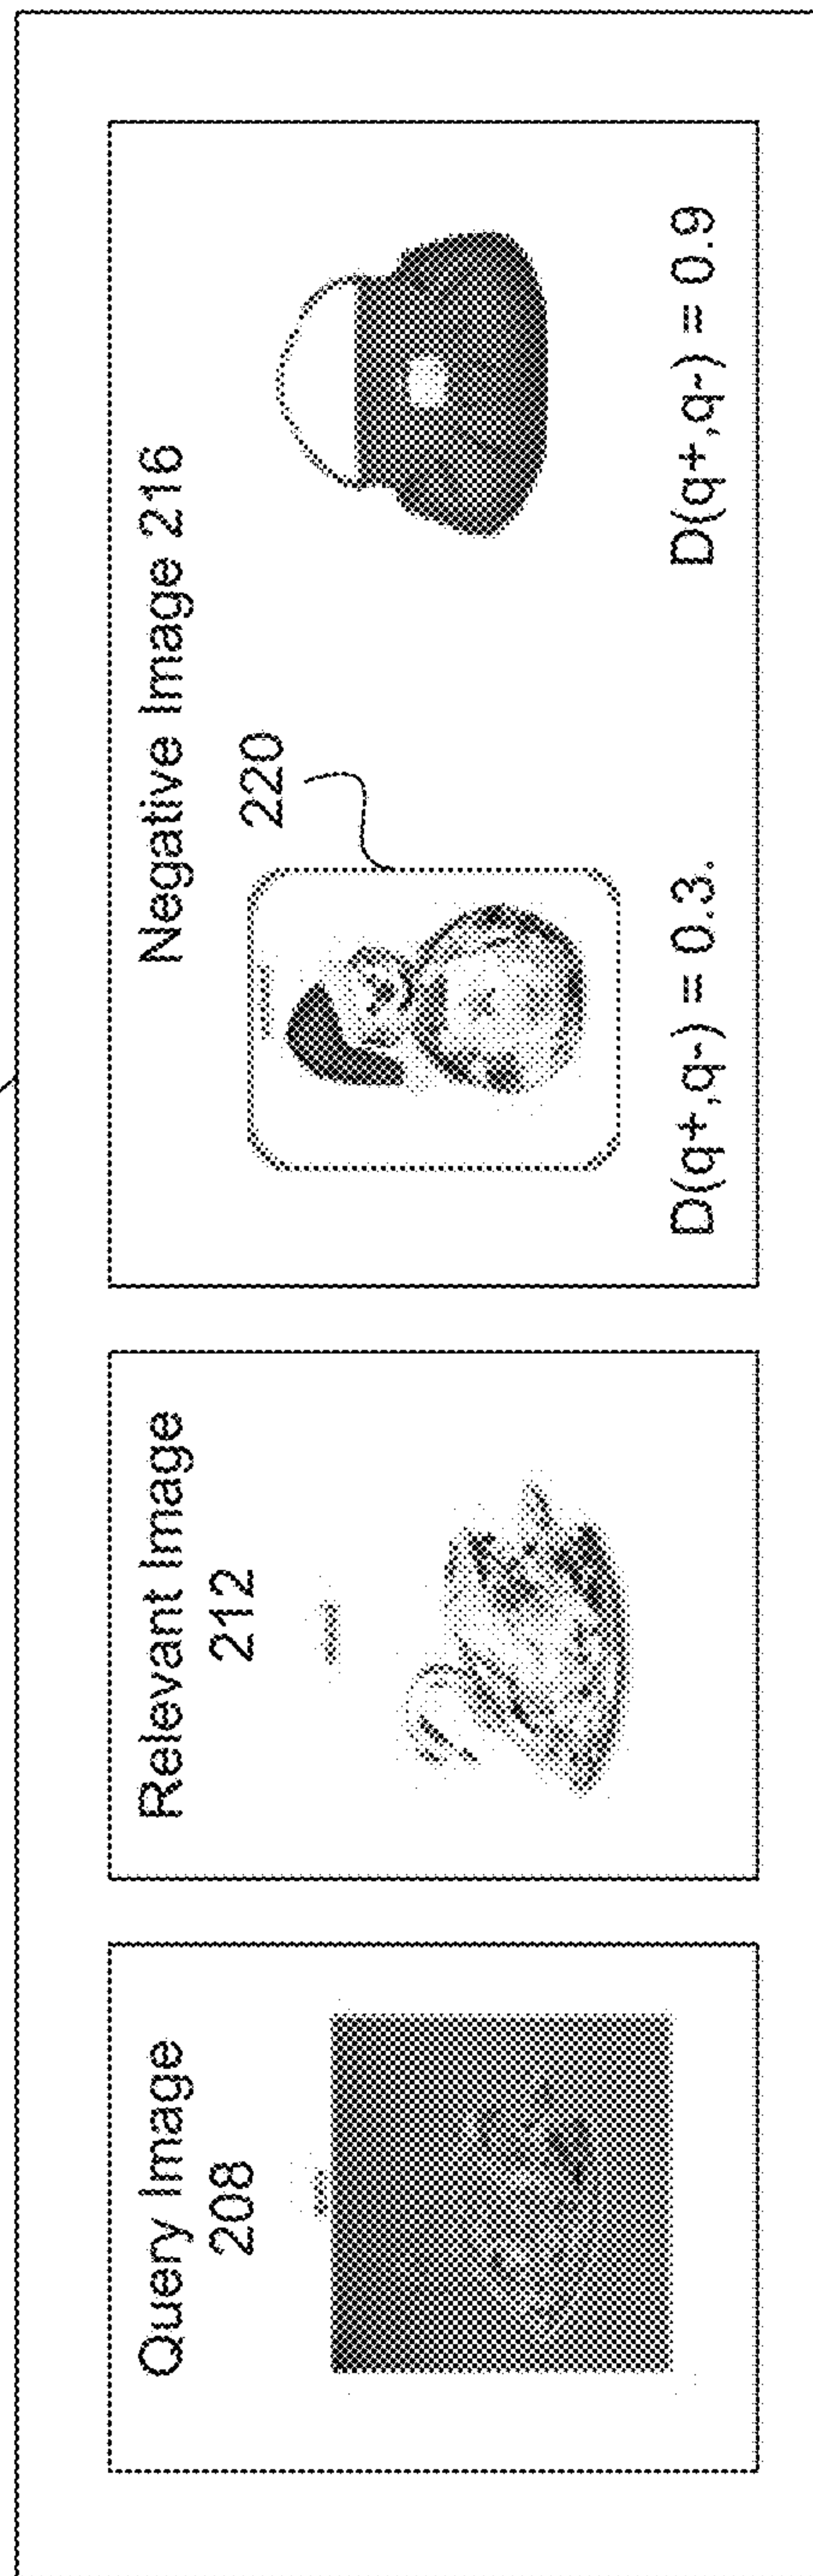 Query Image
208
Relevant Image
212
Negative Image 216
220
D(q+,q-) = 0.3.
D(q+,q-) = 0.9